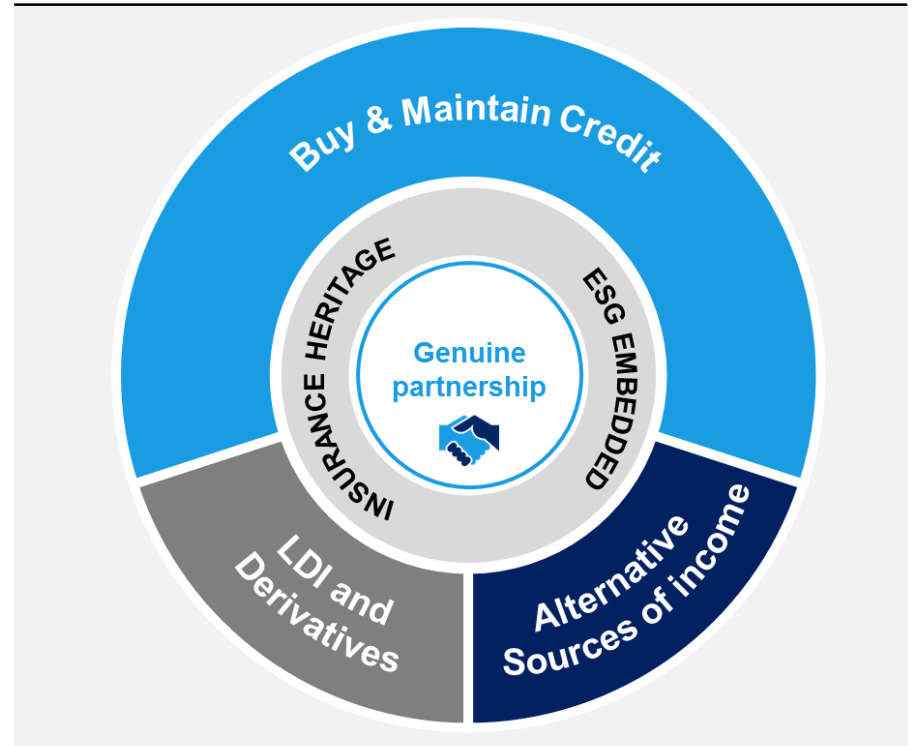 Buy & Maintain Credit
INSURANCE HERITAGE
ESG EMBEDDED
Genuine
partnership
LDI and
Derivatives
Alternative
Sources of income